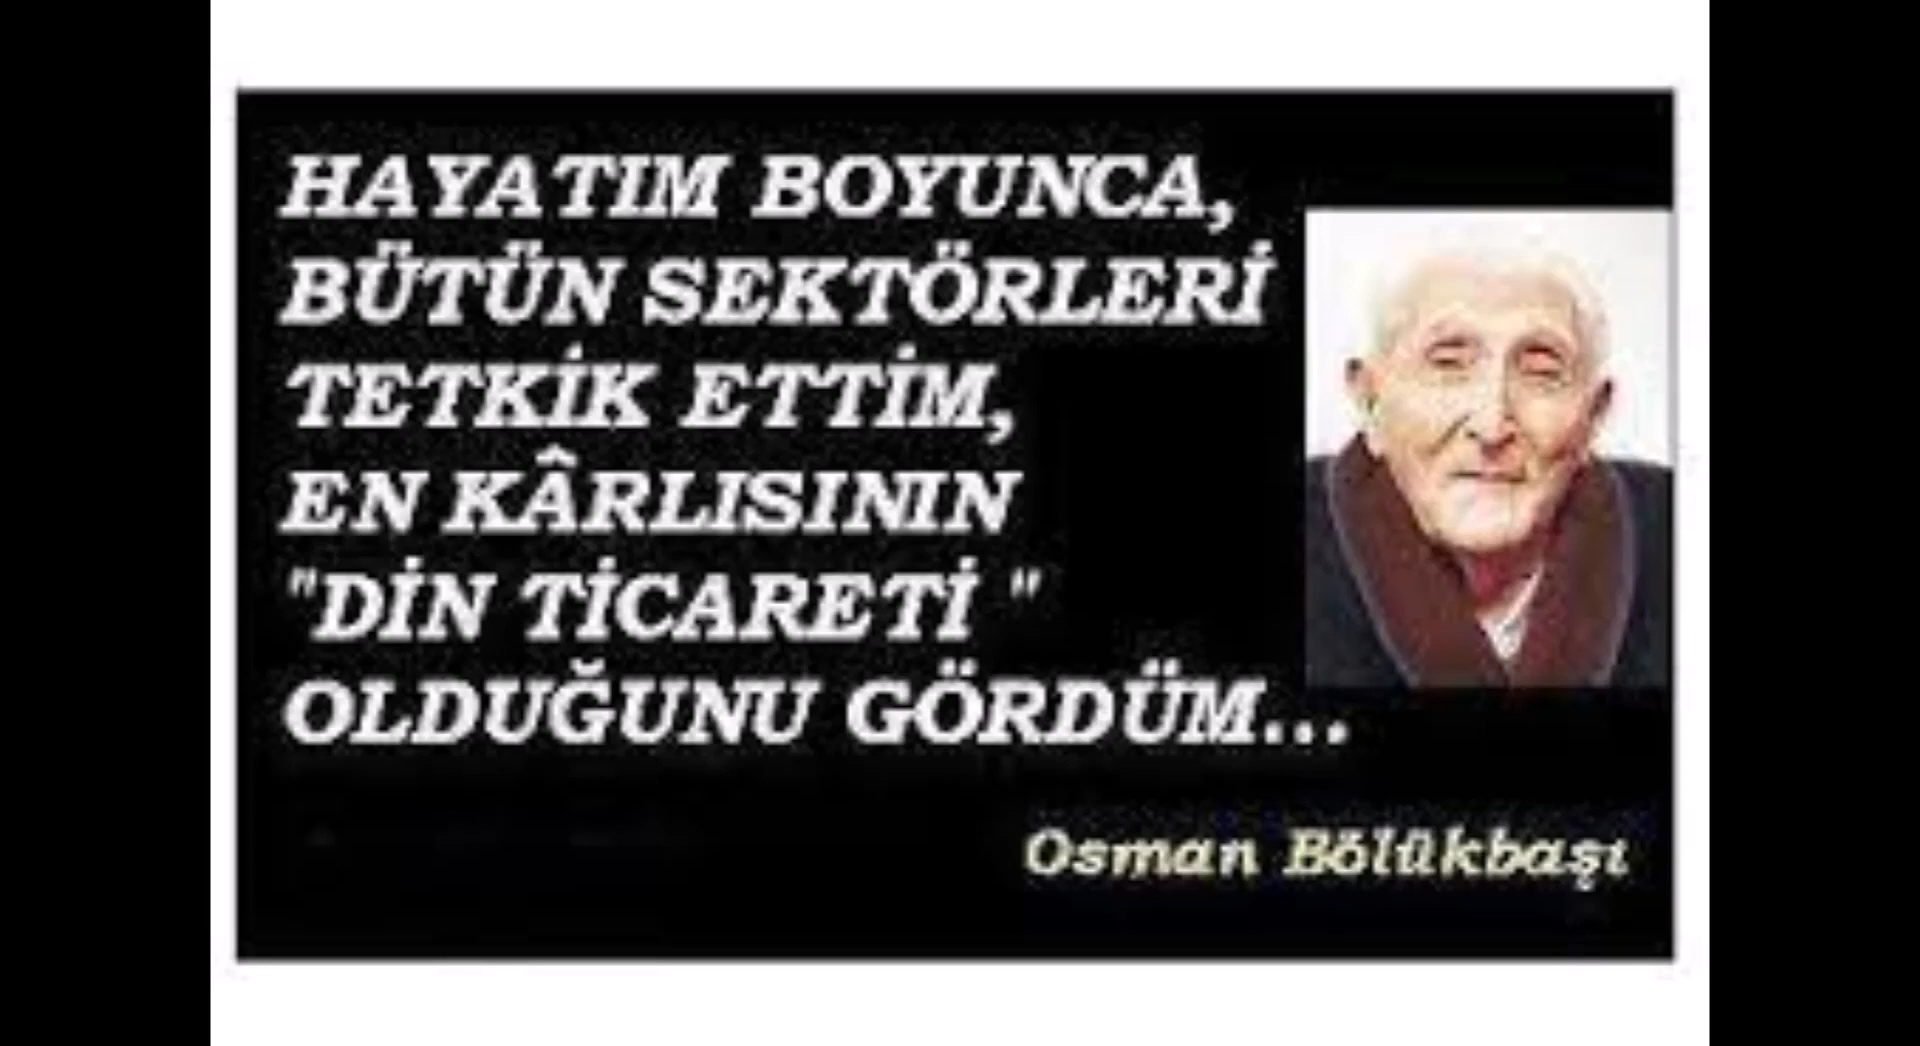 HAYATIM BOYUNCA,
BÜTÜN SEKTÖRLERİ
TETKİK ETTİM,
EN KÂRLISININ
"DİN TİCARETİ "
OLDUĞUNU GÖRDÜM...
Osman Bölükbaşı